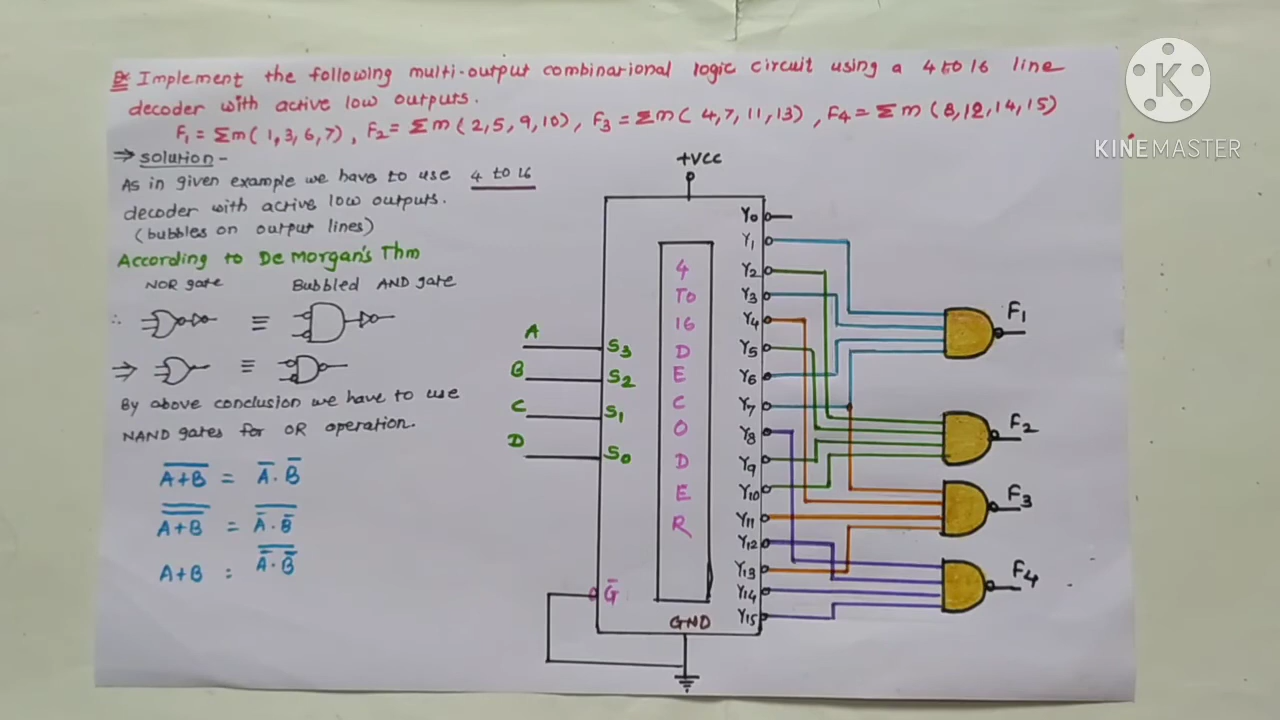 Ex Implement the following multi-output combinarional logic circuit using a 4 to 16 line
decoder with active low outputs.
F₁ = Σm( 1, 3, 6, 7) , F₂ = Σm ( 2, 5, 9, 10) , F₃ = Σm ( 4, 7, 11, 13) , F₄ = Σ m ( 8, 12, 14, 15)
⇒ solution -
As in given example we have to use 4 to 16
decoder with active low outputs.
(bubbles on output lines)
According to De Morgan's Thm
NOR gate Bubbled AND gate
∴ ≡
⇒ ≡
By above conclusion we have to use
NAND gates for OR operation.
A̅+̅B̅ = A̅ . B̅
A̿+̿B̿ = \overline{A̅ . B̅}
A+B = \overline{A̅ . B̅}
+VCC
A S₃
B S₂
C S₁
D S₀
G̅
GND
4
TO
16
D
E
C
O
D
E
R
Y₀
Y₁
Y₂
Y₃
Y₄
Y₅
Y₆
Y₇
Y₈
Y₉
Y₁₀
Y₁₁
Y₁₂
Y₁₃
Y₁₄
Y₁₅
F₁
F₂
F₃
F₄
K
KINEMASTER